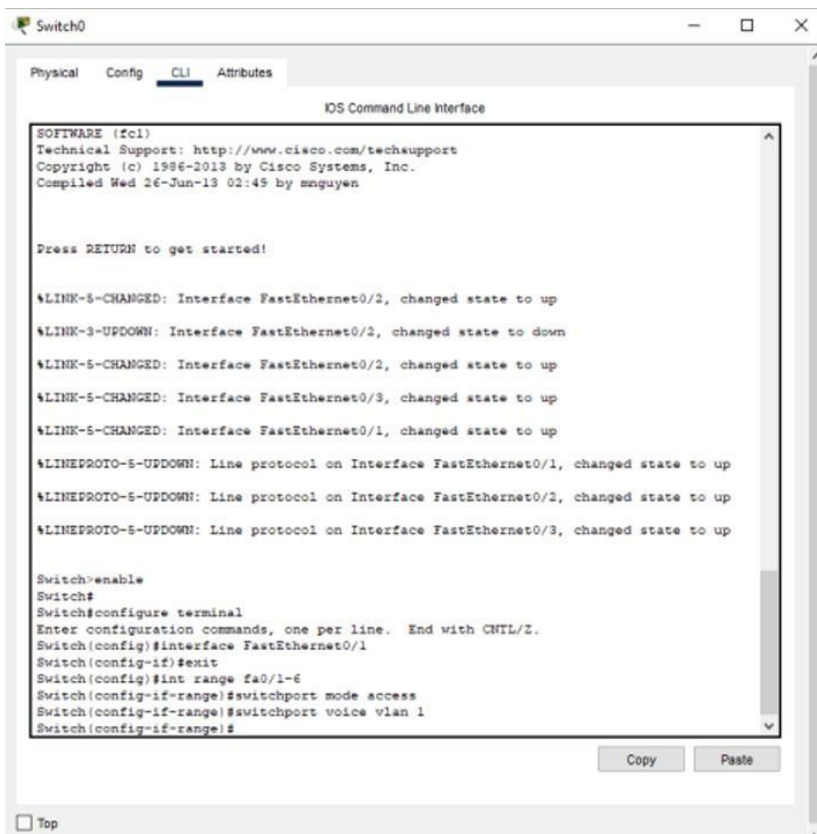 Switch0
Physical Config CLI Attributes
IOS Command Line Interface
SOFTWARE (fc1)
Technical Support: http://www.cisco.com/techsupport
Copyright (c) 1986-2013 by Cisco Systems, Inc.
Compiled Wed 26-Jun-13 02:49 by mnguyen
Press RETURN to get started!
%LINK-5-CHANGED: Interface FastEthernet0/2, changed state to up
%LINK-3-UPDOWN: Interface FastEthernet0/2, changed state to down
%LINK-5-CHANGED: Interface FastEthernet0/2, changed state to up
%LINK-5-CHANGED: Interface FastEthernet0/3, changed state to up
%LINK-5-CHANGED: Interface FastEthernet0/1, changed state to up
%LINEPROTO-5-UPDOWN: Line protocol on Interface FastEthernet0/1, changed state to up
%LINEPROTO-5-UPDOWN: Line protocol on Interface FastEthernet0/2, changed state to up
%LINEPROTO-5-UPDOWN: Line protocol on Interface FastEthernet0/3, changed state to up
Switch>enable
Switch#
Switch#configure terminal
Enter configuration commands, one per line. End with CNTL/Z.
Switch(config)#interface FastEthernet0/1
Switch(config-if)#exit
Switch(config)#int range fa0/1-6
Switch(config-if-range)#switchport mode access
Switch(config-if-range)#switchport voice vlan 1
Switch(config-if-range)#
Copy Paste
Top